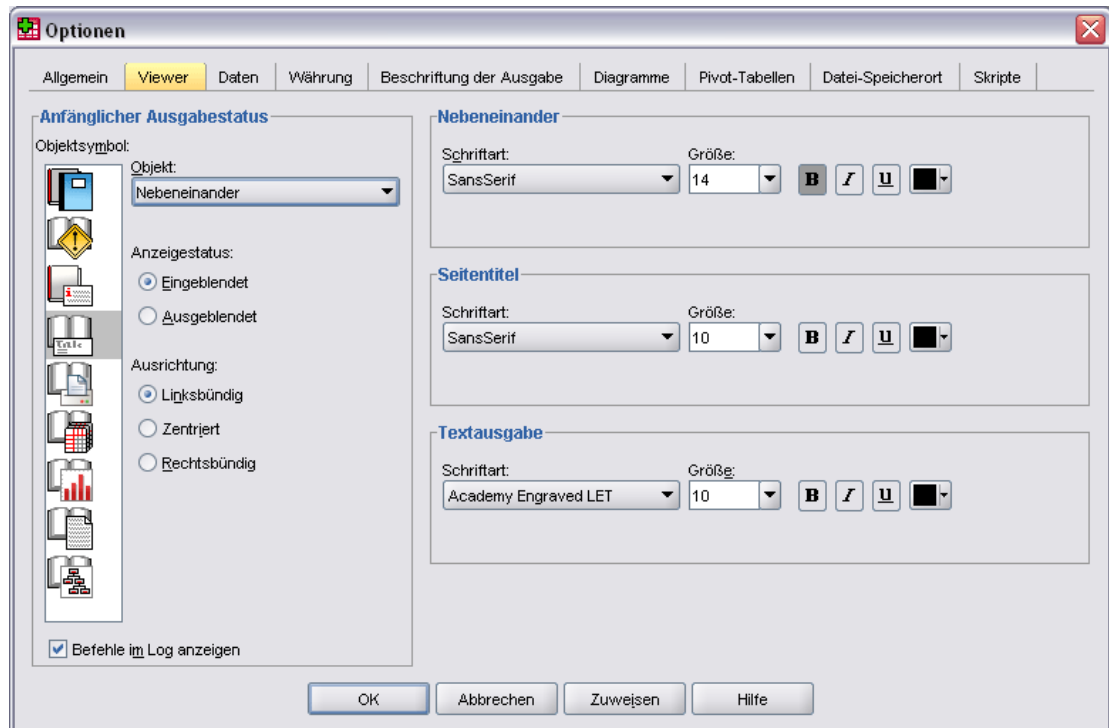 Optionen
Allgemein Viewer Daten Währung Beschriftung der Ausgabe Diagramme Pivot-Tabellen Datei-Speicherort Skripte
Anfänglicher Ausgabestatus
Objektsymbol:
Objekt:
Nebeneinander
Title
Anzeigestatus:
Eingeblendet
Ausgeblendet
Ausrichtung:
Linksbündig
Zentriert
Rechtsbündig
Befehle im Log anzeigen
Nebeneinander
Schriftart: Größe:
SansSerif 14 B I U
Seitentitel
Schriftart: Größe:
SansSerif 10 B I U
Textausgabe
Schriftart: Größe:
Academy Engraved LET 10 B I U
OK Abbrechen Zuweisen Hilfe